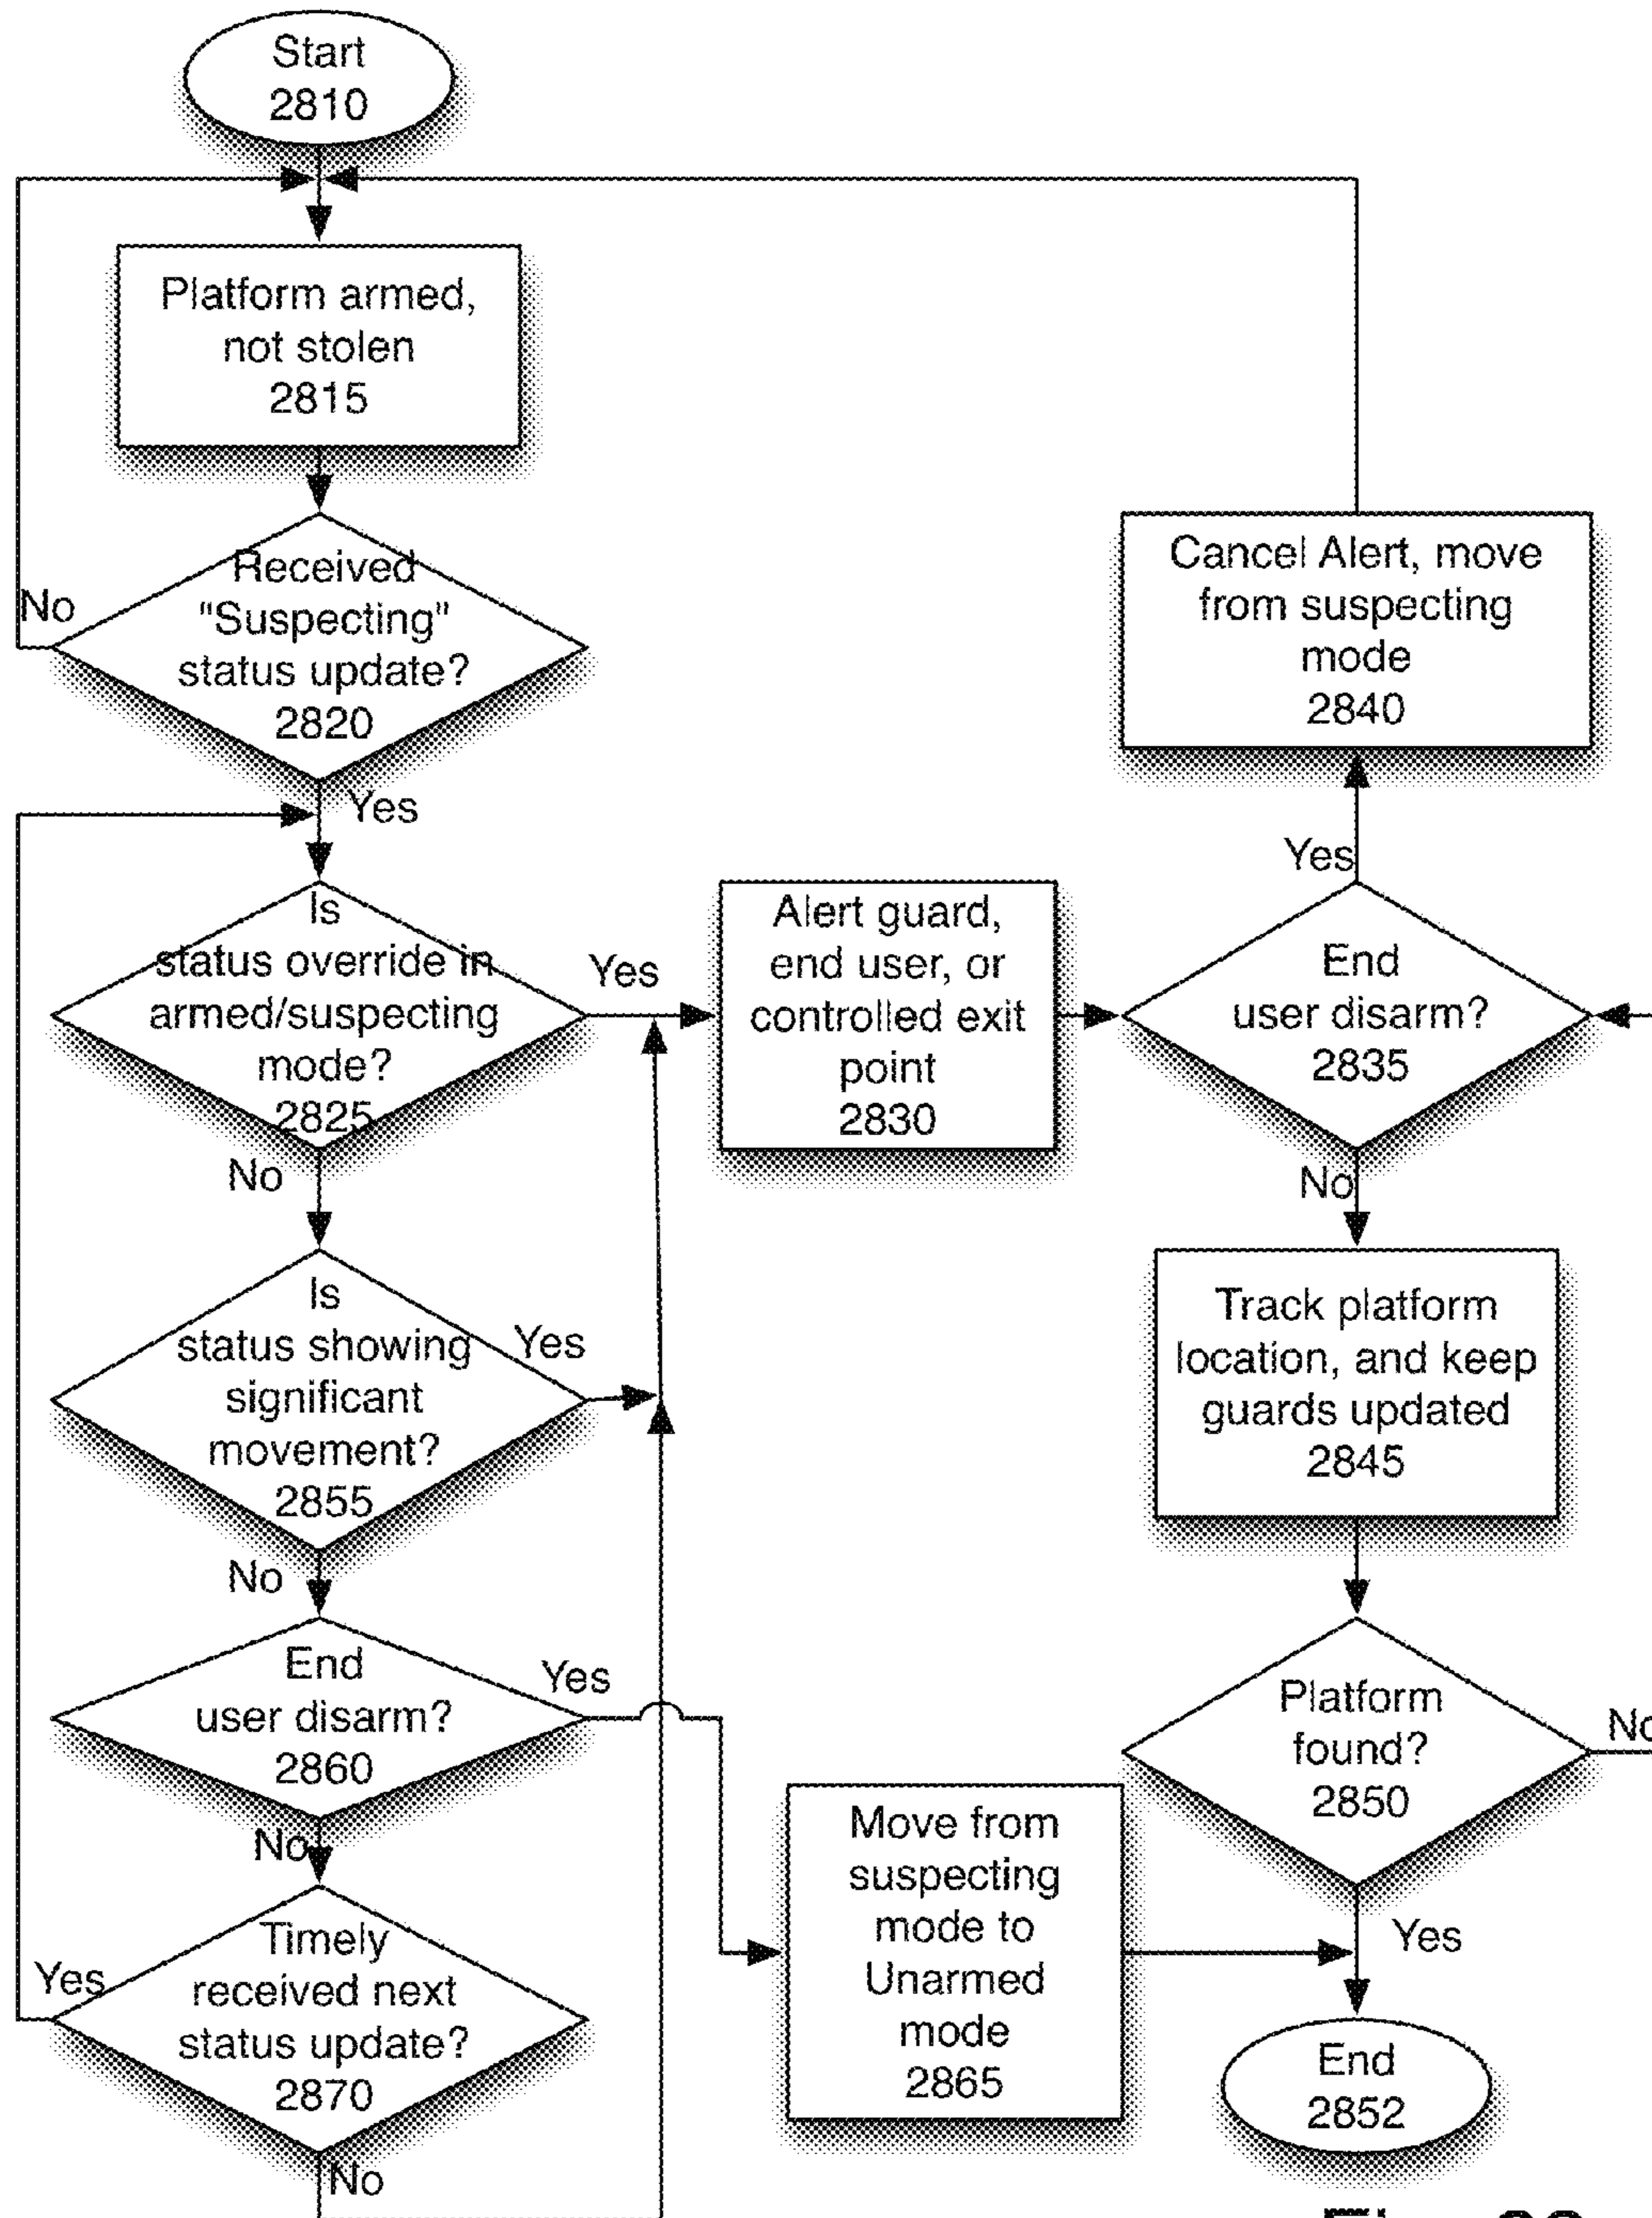 Start
2810
Platform armed,
not stolen
2815
Received
"Suspecting"
status update?
2820
No
Yes
Is
status override in
armed/suspecting
mode?
2825
Yes
No
Alert guard,
end user, or
controlled exit
point
2830
End
user disarm?
2835
Yes
No
Cancel Alert, move
from suspecting
mode
2840
Track platform
location, and keep
guards updated
2845
Platform
found?
2850
No
Yes
End
2852
Is
status showing
significant
movement?
2855
Yes
No
End
user disarm?
2860
Yes
No
Move from
suspecting
mode to
Unarmed
mode
2865
Timely
received next
status update?
2870
Yes
No